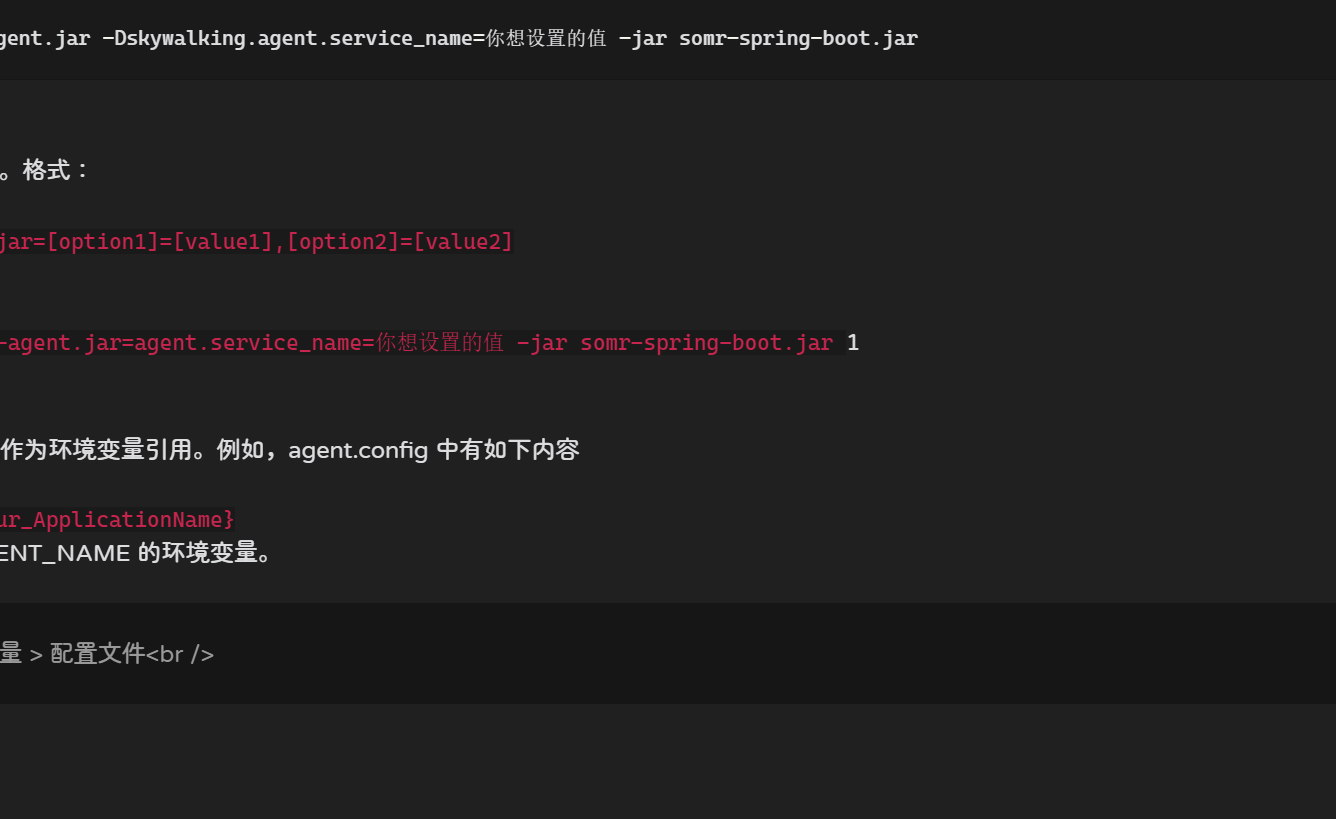 gent.jar -Dskywalking.agent.service_name=你想设置的值 -jar somr-spring-boot.jar
。格式：
jar=[option1]=[value1],[option2]=[value2]
-agent.jar=agent.service_name=你想设置的值 -jar somr-spring-boot.jar 1
作为环境变量引用。例如，agent.config 中有如下内容
ur_ApplicationName}
ENT_NAME 的环境变量。
量 > 配置文件<br />